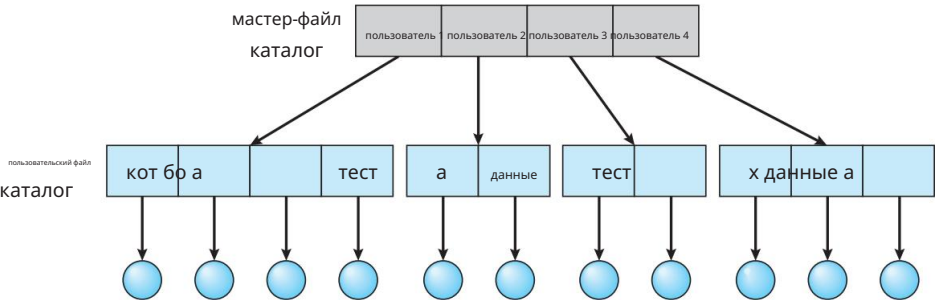 мастер-файл
каталог
пользователь 1 пользователь 2 пользователь 3 пользователь 4
пользовательский файл
каталог
кот бо а тест а данные тест х данные а